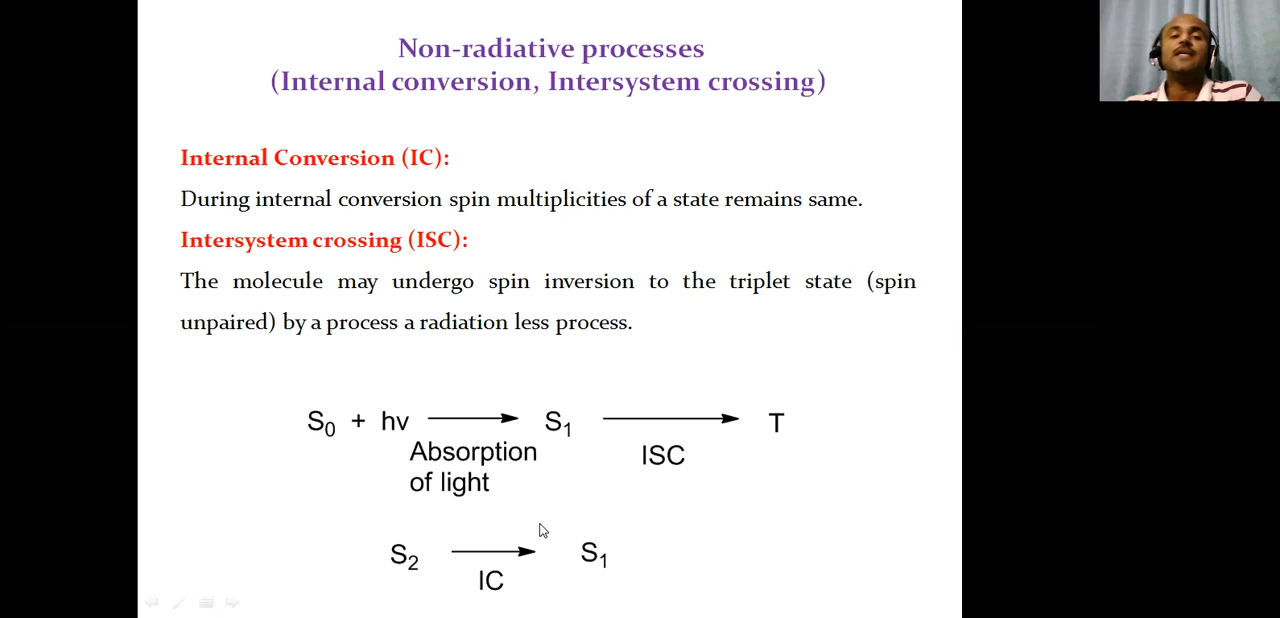 Non-radiative processes
(Internal conversion, Intersystem crossing)
Internal Conversion (IC):
During internal conversion spin multiplicities of a state remains same.
Intersystem crossing (ISC):
The molecule may undergo spin inversion to the triplet state (spin
unpaired) by a process a radiation less process.
S₀ + hν S₁ T
Absorption
of light
ISC
S₂ S₁
IC